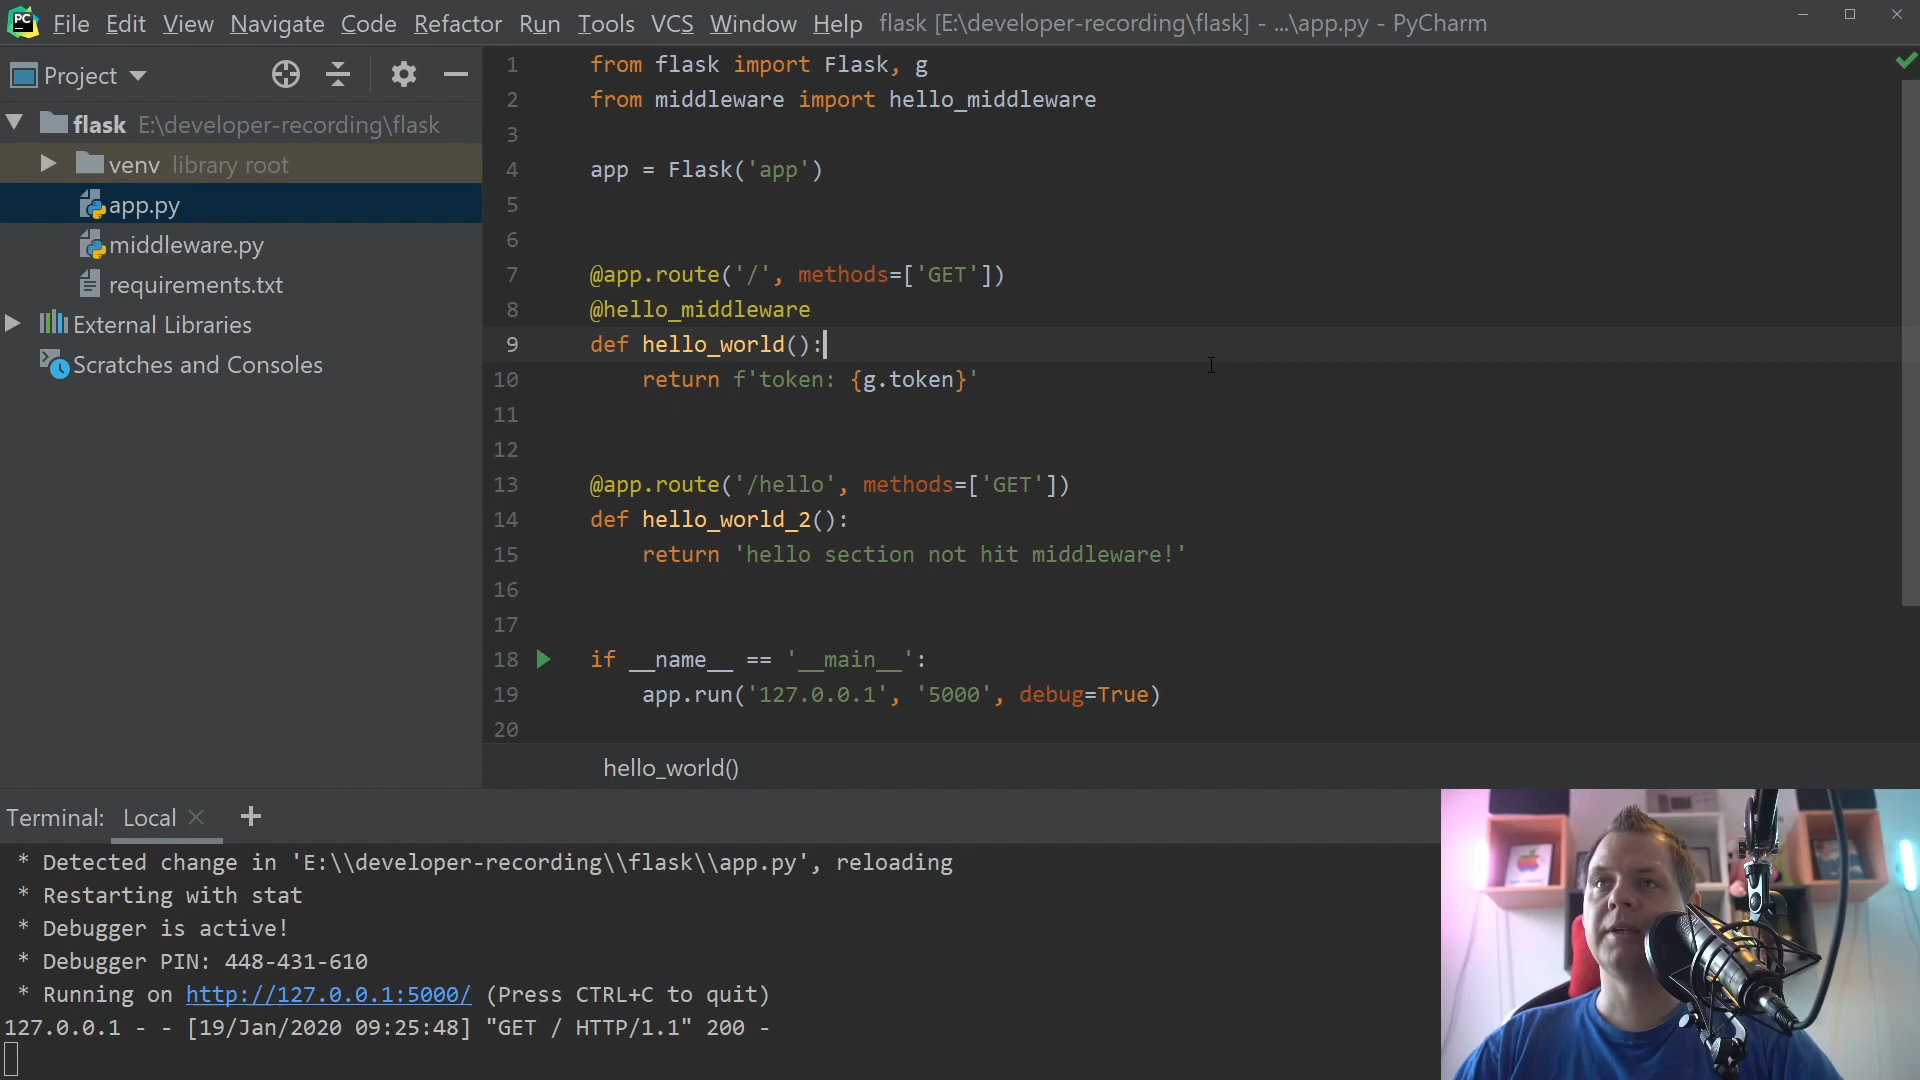 PC File Edit View Navigate Code Refactor Run Tools VCS Window Help flask [E:\developer-recording\flask] - ...\app.py - PyCharm
Project
flask E:\developer-recording\flask
venv library root
app.py
middleware.py
requirements.txt
External Libraries
Scratches and Consoles
1 from flask import Flask, g
2 from middleware import hello_middleware
3
4 app = Flask('app')
5
6
7 @app.route('/', methods=['GET'])
8 @hello_middleware
9 def hello_world():
10 return f'token: {g.token}'
11
12
13 @app.route('/hello', methods=['GET'])
14 def hello_world_2():
15 return 'hello section not hit middleware!'
16
17
18 if __name__ == '__main__':
19 app.run('127.0.0.1', '5000', debug=True)
20
hello_world()
Terminal: Local
* Detected change in 'E:\\developer-recording\\flask\\app.py', reloading
* Restarting with stat
* Debugger is active!
* Debugger PIN: 448-431-610
* Running on http://127.0.0.1:5000/ (Press CTRL+C to quit)
127.0.0.1 - - [19/Jan/2020 09:25:48] "GET / HTTP/1.1" 200 -